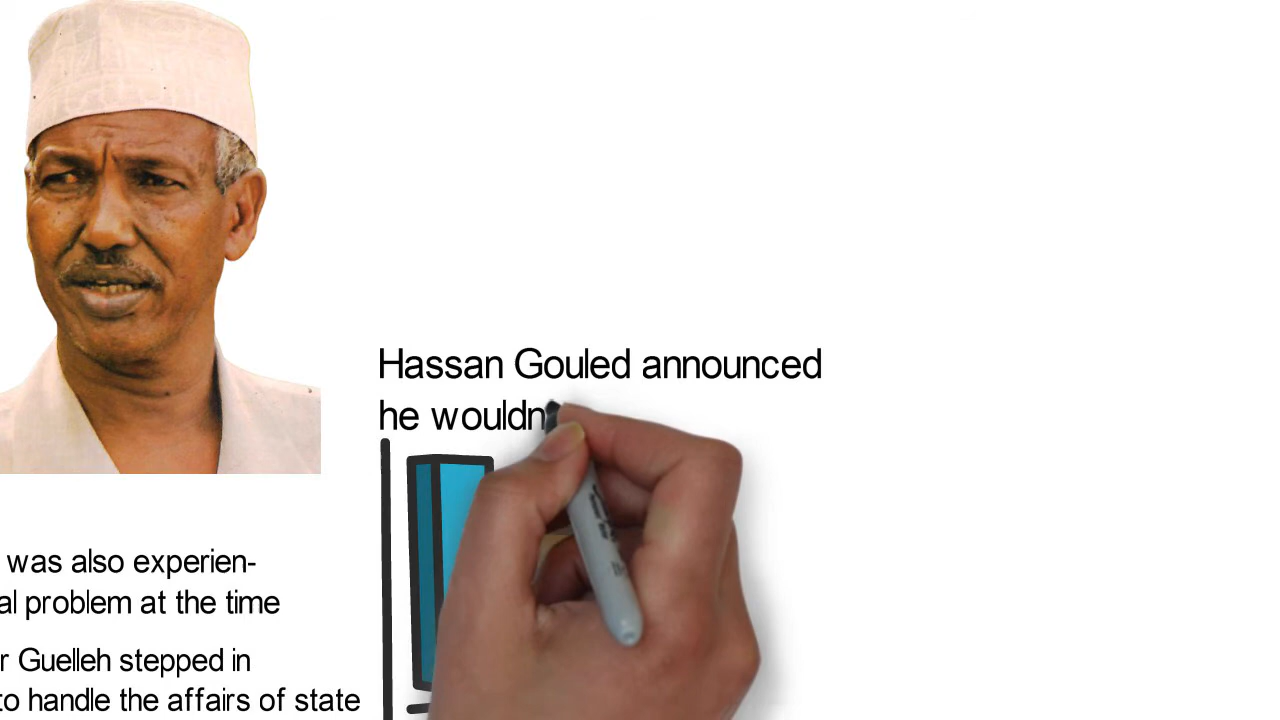 Hassan Gouled announced
he wouldn
was also experien-
al problem at the time
r Guelleh stepped in
to handle the affairs of state